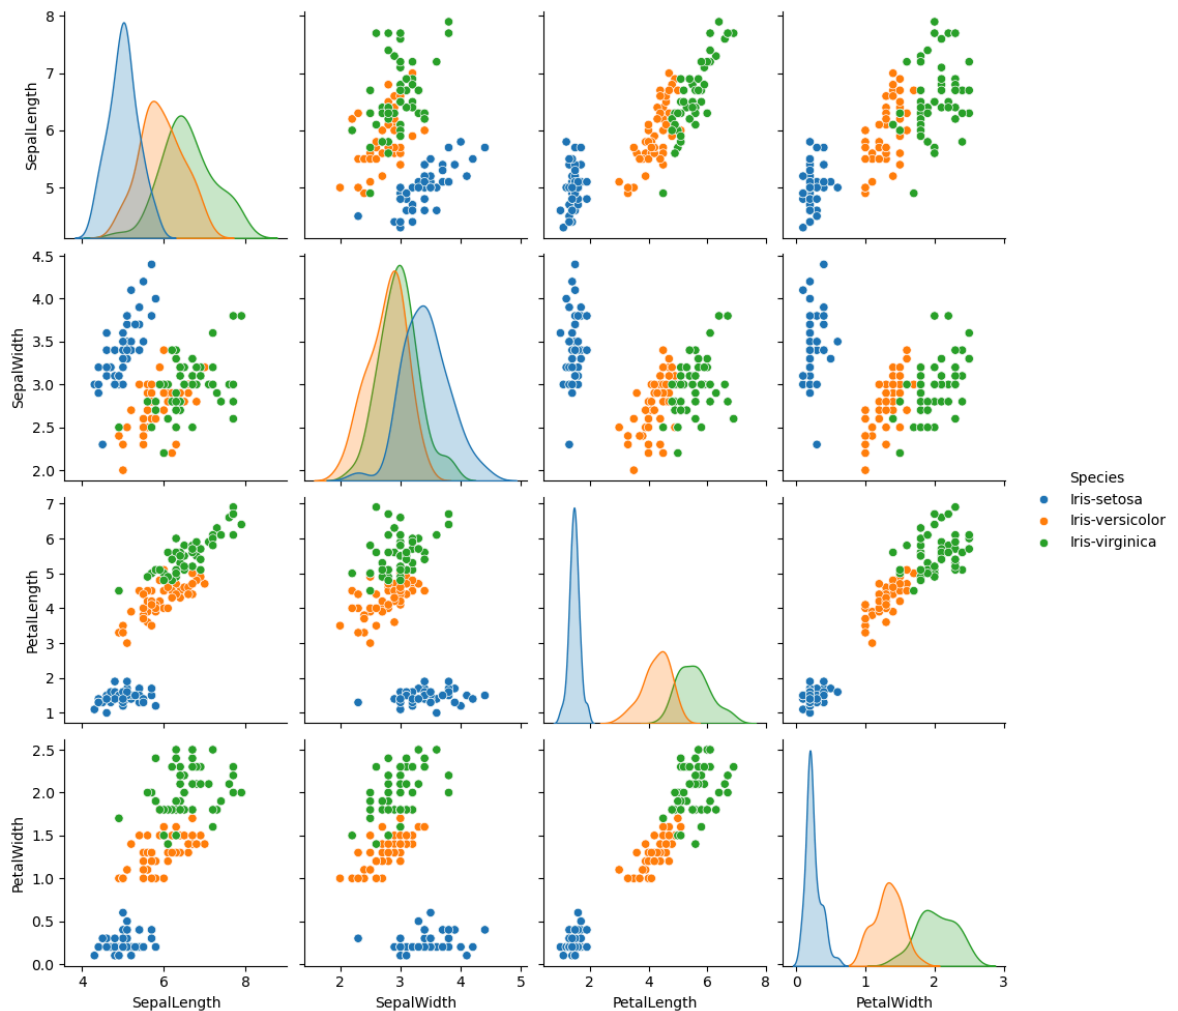 8
7
6
5
SepalLength
4.5
4.0
3.5
3.0
2.5
2.0
SepalWidth
7
6
5
4
3
2
1
PetalLength
2.5
2.0
1.5
1.0
0.5
0.0
PetalWidth
4 6 8
SepalLength
2 3 4 5
SepalWidth
2 4 6 8
PetalLength
0 1 2 3
PetalWidth
Species
Iris-setosa
Iris-versicolor
Iris-virginica